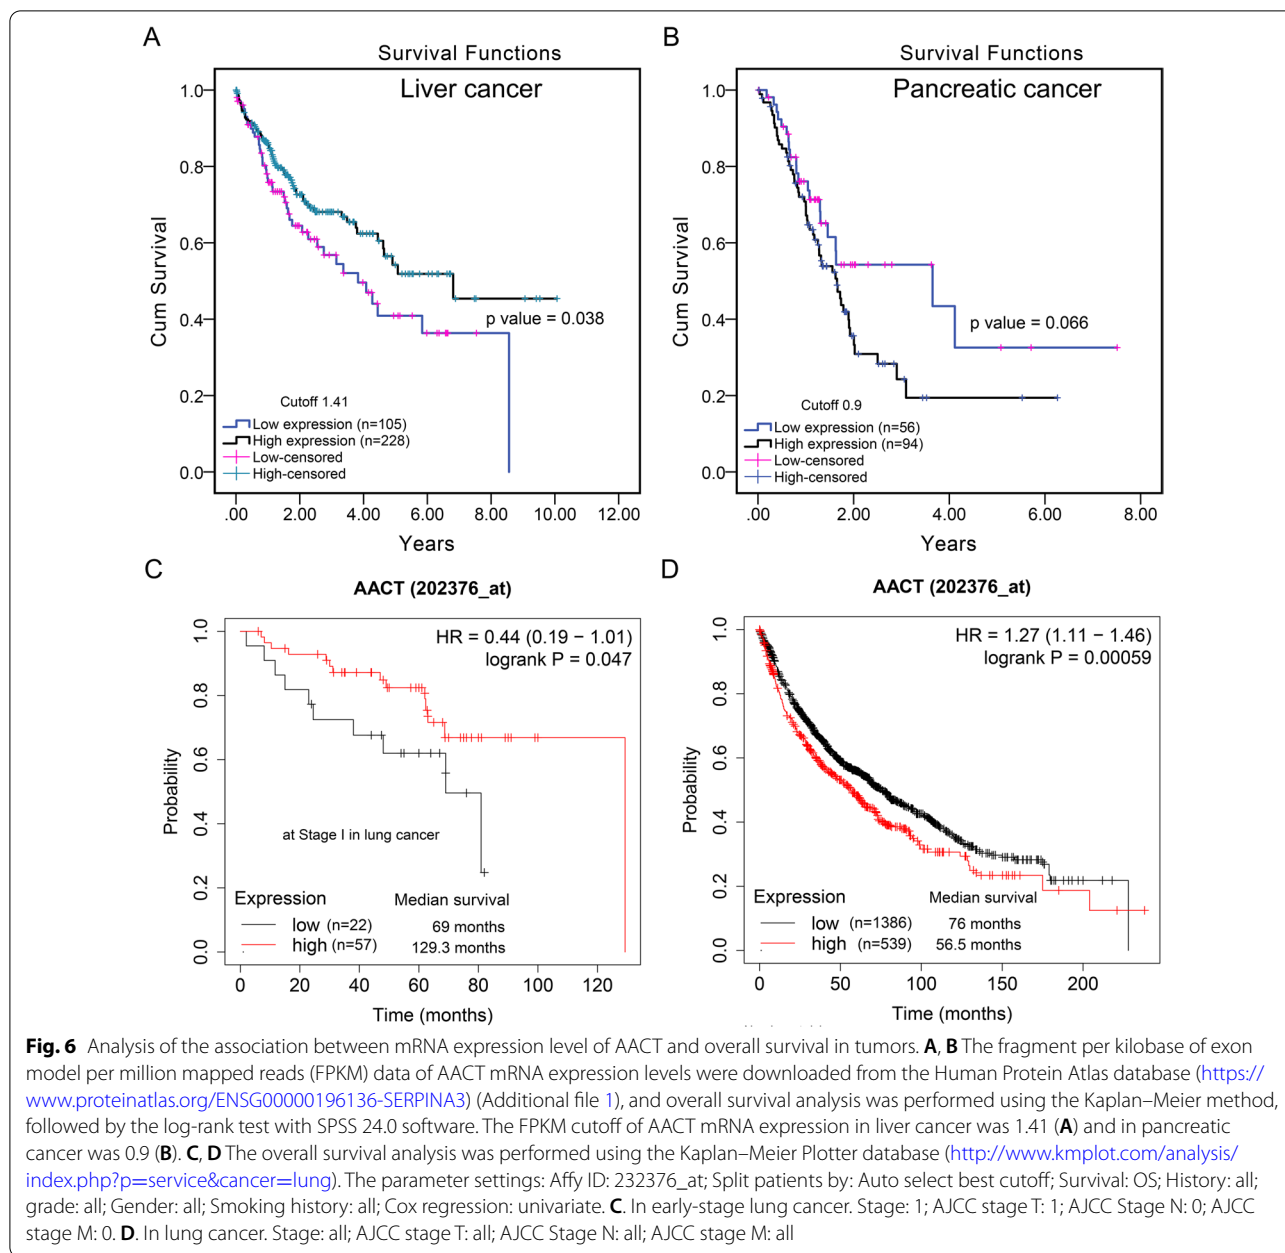 A
Survival Functions
Liver cancer
Cum Survival
1.0
0.8
0.6
0.4
0.2
0.0
p value = 0.038
Cutoff 1.41
Low expression (n=105)
High expression (n=228)
Low-censored
High-censored
.00 2.00 4.00 6.00 8.00 10.00 12.00
Years
B
Survival Functions
Pancreatic cancer
Cum Survival
1.0
0.8
0.6
0.4
0.2
0.0
p value = 0.066
Cutoff 0.9
Low expression (n=56)
High expression (n=94)
Low-censored
High-censored
.00 2.00 4.00 6.00 8.00
Years
C
AACT (202376_at)
HR = 0.44 (0.19 − 1.01)
logrank P = 0.047
Probability
1.0
0.8
0.6
0.4
0.2
0.0
at Stage I in lung cancer
Expression Median survival
low (n=22) 69 months
high (n=57) 129.3 months
0 20 40 60 80 100 120
Time (months)
D
AACT (202376_at)
HR = 1.27 (1.11 − 1.46)
logrank P = 0.00059
Probability
1.0
0.8
0.6
0.4
0.2
0.0
Expression Median survival
low (n=1386) 76 months
high (n=539) 56.5 months
0 50 100 150 200
Time (months)
Fig. 6 Analysis of the association between mRNA expression level of AACT and overall survival in tumors. A, B The fragment per kilobase of exon
model per million mapped reads (FPKM) data of AACT mRNA expression levels were downloaded from the Human Protein Atlas database (https://
www.proteinatlas.org/ENSG00000196136-SERPINA3) (Additional file 1), and overall survival analysis was performed using the Kaplan–Meier method,
followed by the log-rank test with SPSS 24.0 software. The FPKM cutoff of AACT mRNA expression in liver cancer was 1.41 (A) and in pancreatic
cancer was 0.9 (B). C, D The overall survival analysis was performed using the Kaplan–Meier Plotter database (http://www.kmplot.com/analysis/
index.php?p=service&cancer=lung). The parameter settings: Affy ID: 232376_at; Split patients by: Auto select best cutoff; Survival: OS; History: all;
grade: all; Gender: all; Smoking history: all; Cox regression: univariate. C. In early-stage lung cancer. Stage: 1; AJCC stage T: 1; AJCC Stage N: 0; AJCC
stage M: 0. D. In lung cancer. Stage: all; AJCC stage T: all; AJCC Stage N: all; AJCC stage M: all